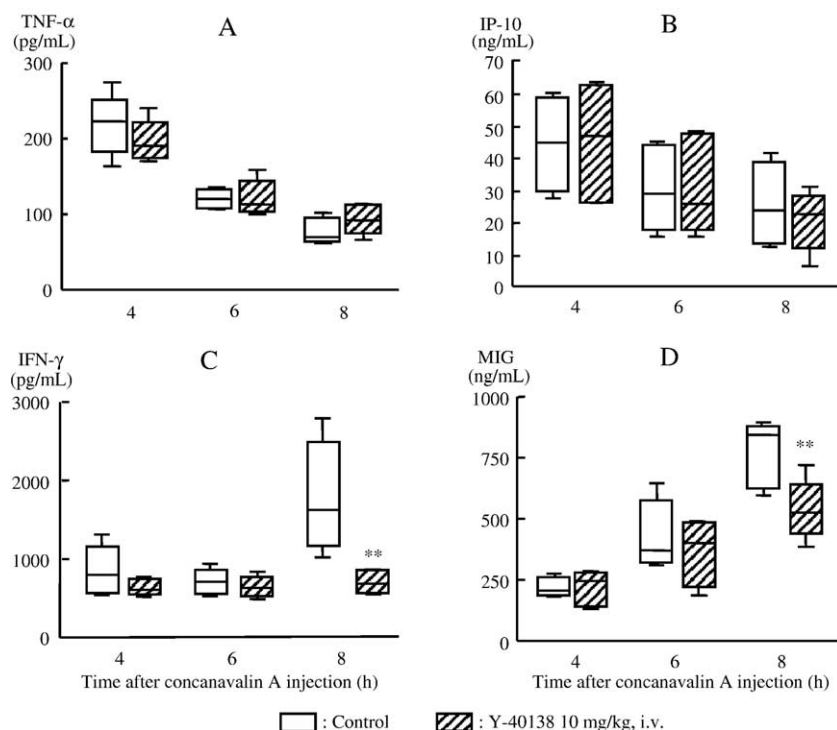 TNF-α
(pg/mL)
A
300
200
100
0
4 6 8
IP-10
(ng/mL)
B
70
60
50
40
30
20
10
0
4 6 8
IFN-γ
(pg/mL)
C
3000
2000
1000
0
**
4 6 8
Time after concanavalin A injection (h)
MIG
(ng/mL)
D
1000
750
500
250
0
**
4 6 8
Time after concanavalin A injection (h)
: Control : Y-40138 10 mg/kg, i.v.